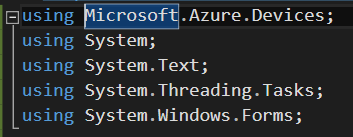 using Microsoft.Azure.Devices;
using System;
using System.Text;
using System.Threading.Tasks;
using System.Windows.Forms;